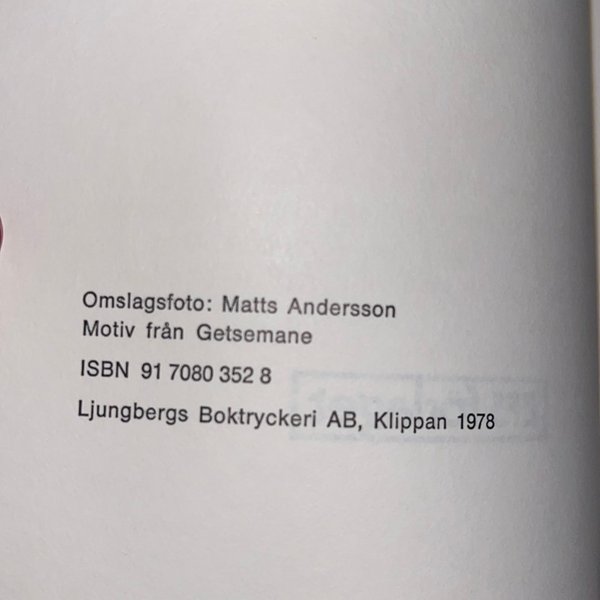 Omslagsfoto: Matts Andersson
Motiv från Getsemane
ISBN 91 7080 352 8
Ljungbergs Boktryckeri AB, Klippan 1978